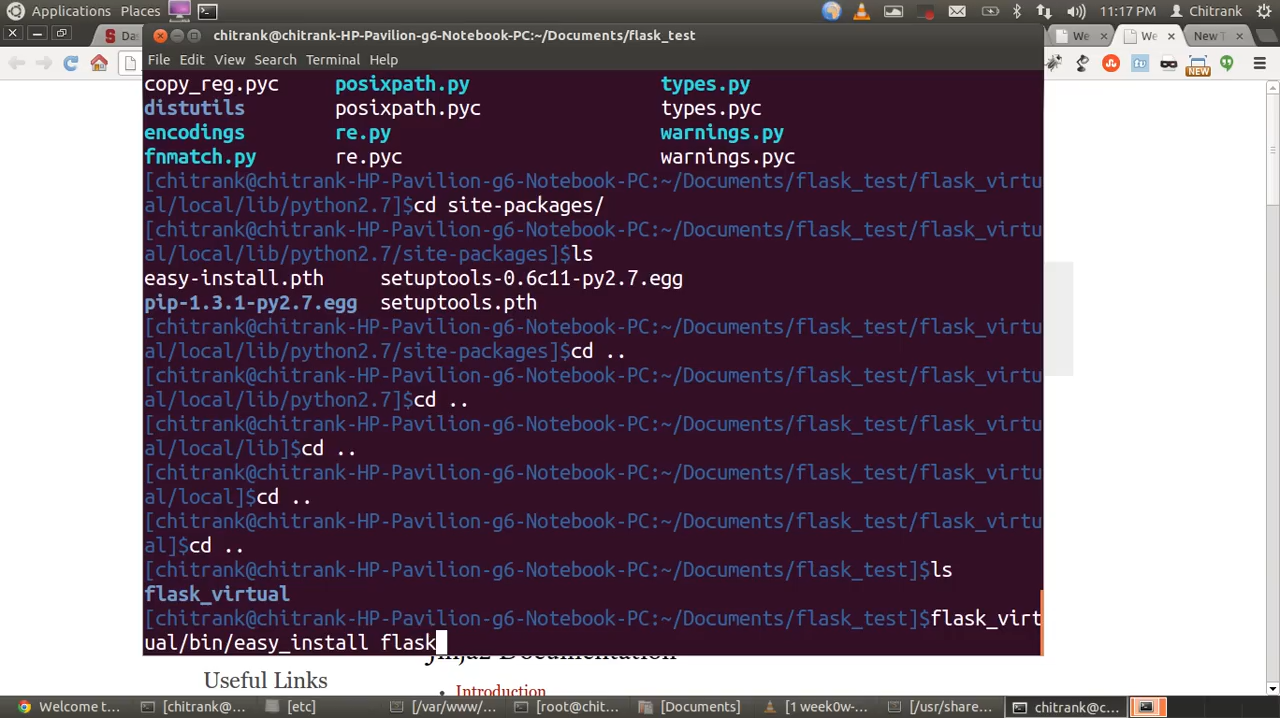 Applications Places 11:17 PM Chitrank
chitrank@chitrank-HP-Pavilion-g6-Notebook-PC:~/Documents/flask_test
Da We We New T
File Edit View Search Terminal Help
NEW
copy_reg.pyc posixpath.py types.py
distutils posixpath.pyc types.pyc
encodings re.py warnings.py
fnmatch.py re.pyc warnings.pyc
[chitrank@chitrank-HP-Pavilion-g6-Notebook-PC:~/Documents/flask_test/flask_virtu
al/local/lib/python2.7]$cd site-packages/
[chitrank@chitrank-HP-Pavilion-g6-Notebook-PC:~/Documents/flask_test/flask_virtu
al/local/lib/python2.7/site-packages]$ls
easy-install.pth setuptools-0.6c11-py2.7.egg
pip-1.3.1-py2.7.egg setuptools.pth
[chitrank@chitrank-HP-Pavilion-g6-Notebook-PC:~/Documents/flask_test/flask_virtu
al/local/lib/python2.7/site-packages]$cd ..
[chitrank@chitrank-HP-Pavilion-g6-Notebook-PC:~/Documents/flask_test/flask_virtu
al/local/lib/python2.7]$cd ..
[chitrank@chitrank-HP-Pavilion-g6-Notebook-PC:~/Documents/flask_test/flask_virtu
al/local/lib]$cd ..
[chitrank@chitrank-HP-Pavilion-g6-Notebook-PC:~/Documents/flask_test/flask_virtu
al/local]$cd ..
[chitrank@chitrank-HP-Pavilion-g6-Notebook-PC:~/Documents/flask_test/flask_virtu
al]$cd ..
[chitrank@chitrank-HP-Pavilion-g6-Notebook-PC:~/Documents/flask_test]$ls
flask_virtual
[chitrank@chitrank-HP-Pavilion-g6-Notebook-PC:~/Documents/flask_test]$flask_virt
ual/bin/easy_install flask
Jinja2 Documentation
Useful Links
Introduction
Welcome t... [chitrank@c... [etc] [/var/www/... [root@chit... [Documents] [1 week0w-... [/usr/share... chitrank@c...